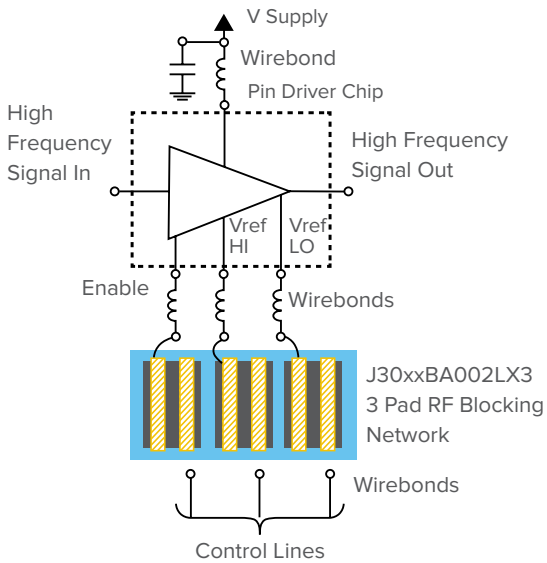 V Supply
Wirebond
Pin Driver Chip
High
Frequency
Signal In
High Frequency
Signal Out
Vref
HI
Vref
LO
Enable
Wirebonds
J30xxBA002LX3
3 Pad RF Blocking
Network
Wirebonds
Control Lines